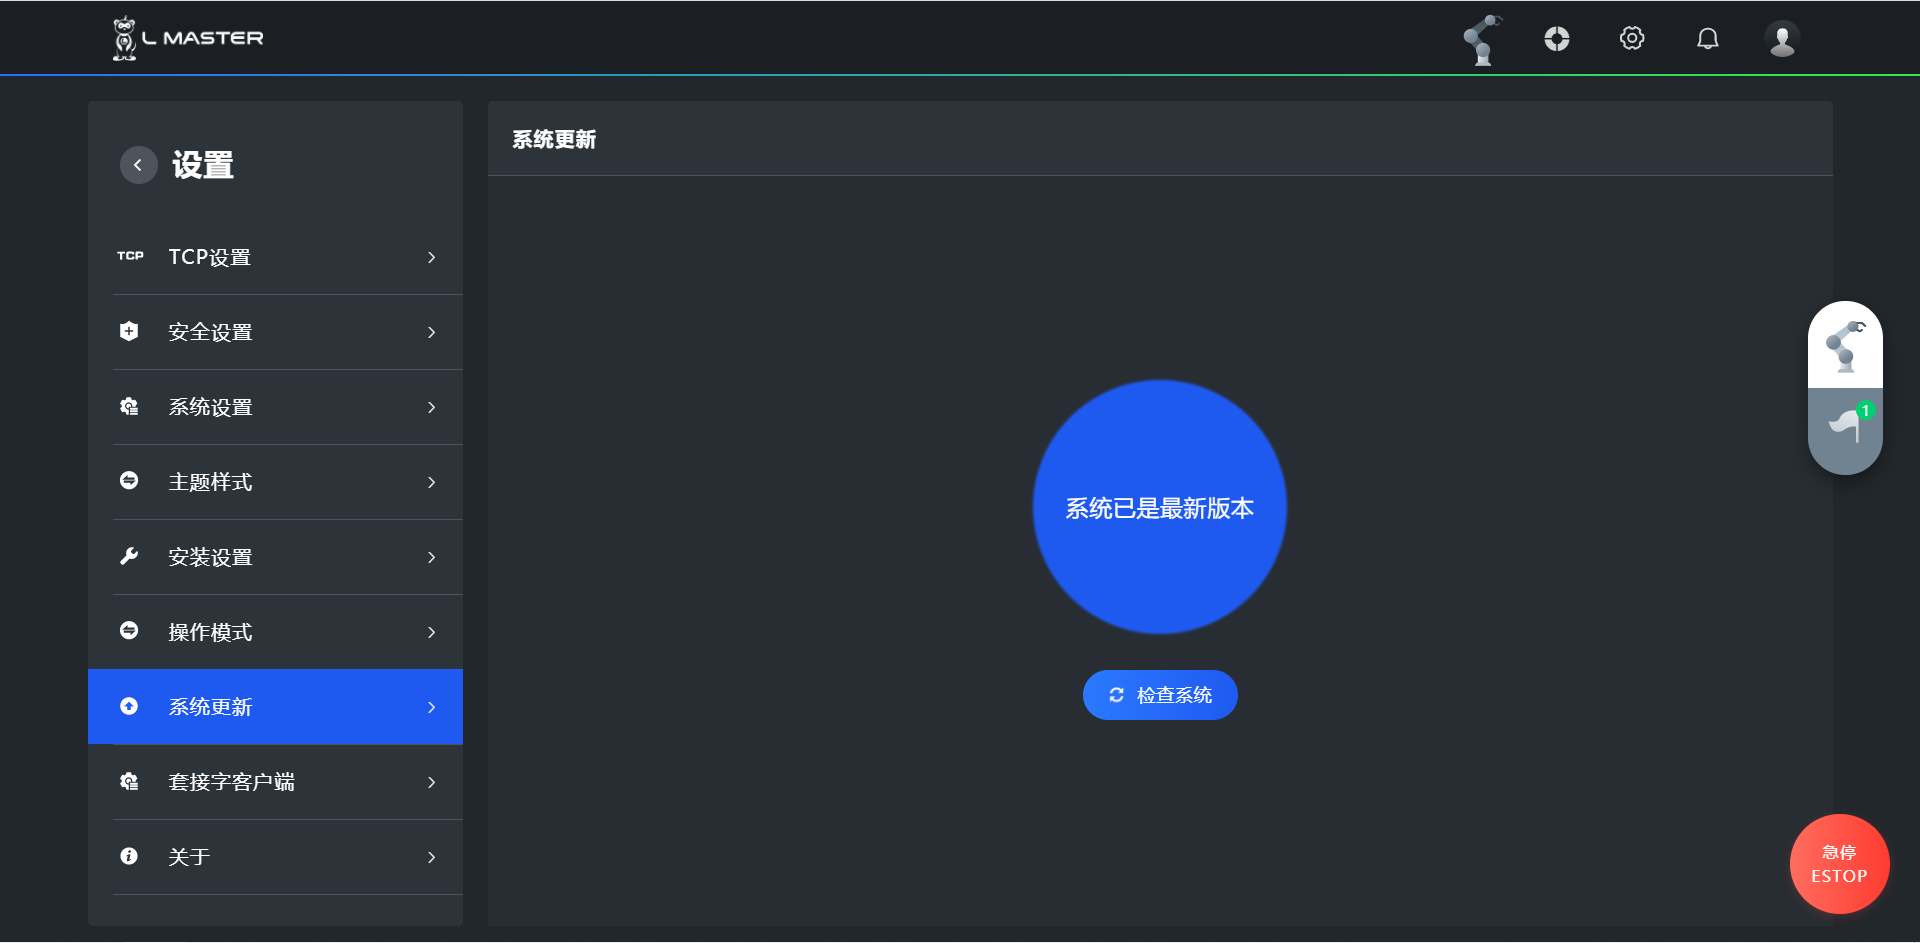 L MASTER
设置
TCP TCP设置
安全设置
系统设置
主题样式
安装设置
操作模式
系统更新
套接字客户端
关于
系统更新
系统已是最新版本
检查系统
1
急停
ESTOP